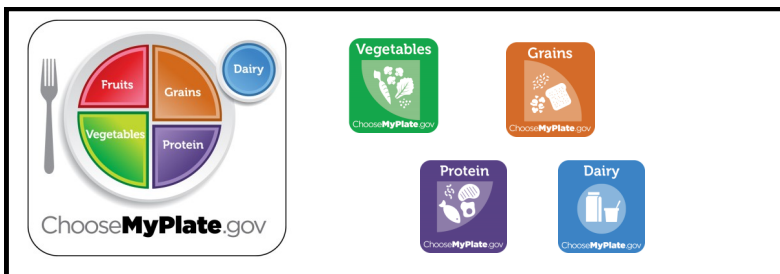 Fruits
Grains
Dairy
Vegetables
Protein
ChooseMyPlate.gov
Vegetables
ChooseMyPlate.gov
Grains
ChooseMyPlate.gov
Protein
ChooseMyPlate.gov
Dairy
ChooseMyPlate.gov